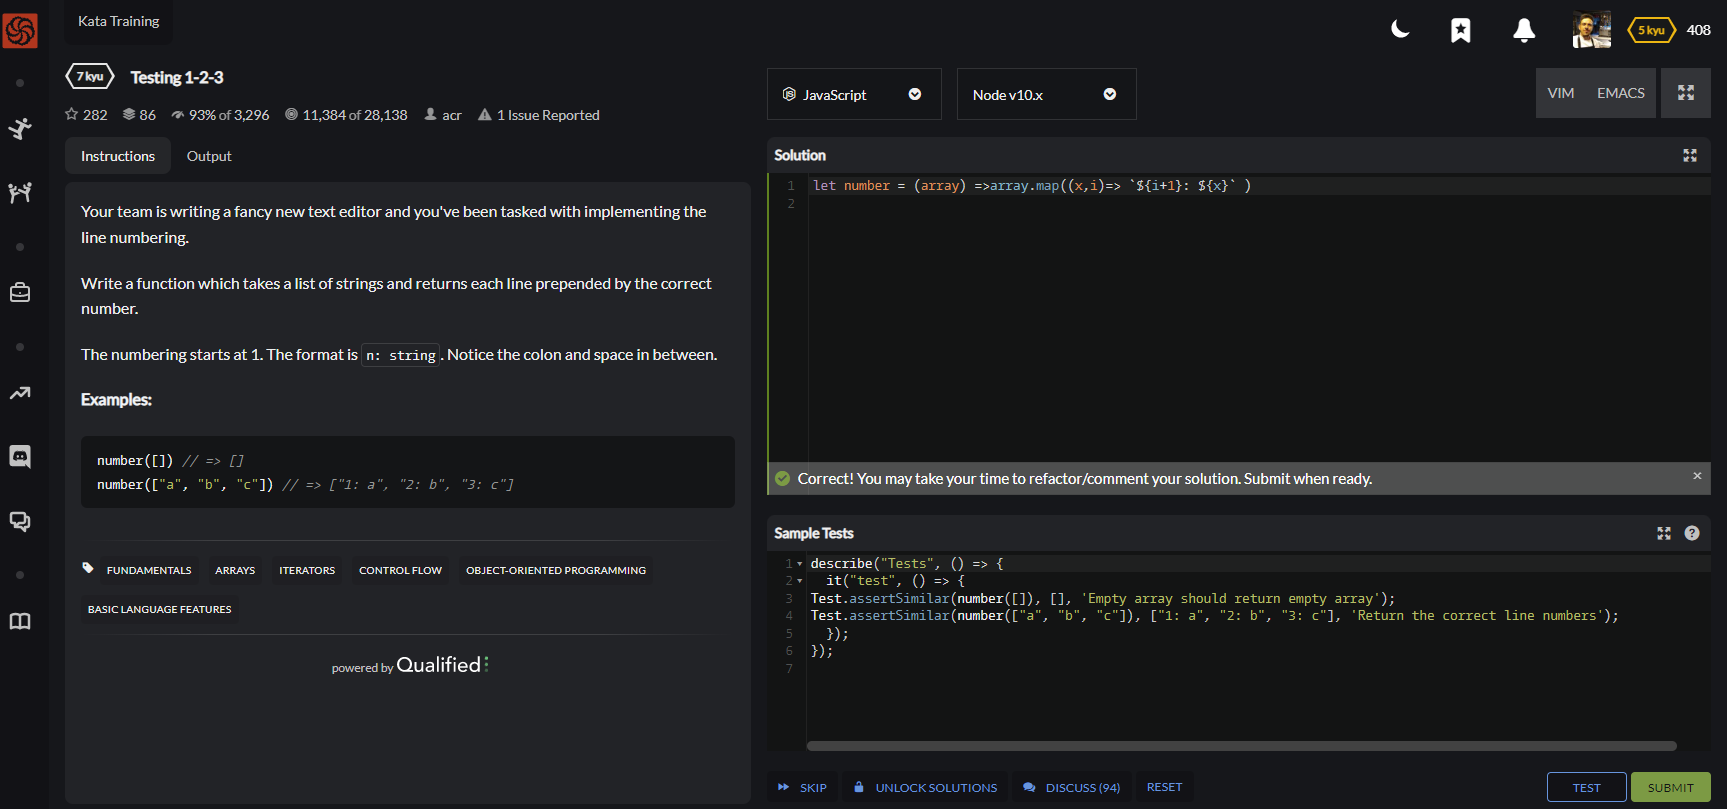 Kata Training
5 kyu 408
7 kyu Testing 1-2-3
282 86 93% of 3,296 11,384 of 28,138 acr 1 Issue Reported
Instructions Output
Your team is writing a fancy new text editor and you've been tasked with implementing the
line numbering.
Write a function which takes a list of strings and returns each line prepended by the correct
number.
The numbering starts at 1. The format is n: string. Notice the colon and space in between.
Examples:
number([]) // => []
number(["a", "b", "c"]) // => ["1: a", "2: b", "3: c"]
FUNDAMENTALS ARRAYS ITERATORS CONTROL FLOW OBJECT-ORIENTED PROGRAMMING
BASIC LANGUAGE FEATURES
powered by Qualified
JavaScript Node v10.x VIM EMACS
Solution
1 let number = (array) =>array.map((x,i)=> `${i+1}: ${x}` )
2
Correct! You may take your time to refactor/comment your solution. Submit when ready. ×
Sample Tests ?
1 describe("Tests", () => {
2 it("test", () => {
3 Test.assertSimilar(number([]), [], 'Empty array should return empty array');
4 Test.assertSimilar(number(["a", "b", "c"]), ["1: a", "2: b", "3: c"], 'Return the correct line numbers');
5 });
6 });
7
SKIP UNLOCK SOLUTIONS DISCUSS (94) RESET TEST SUBMIT